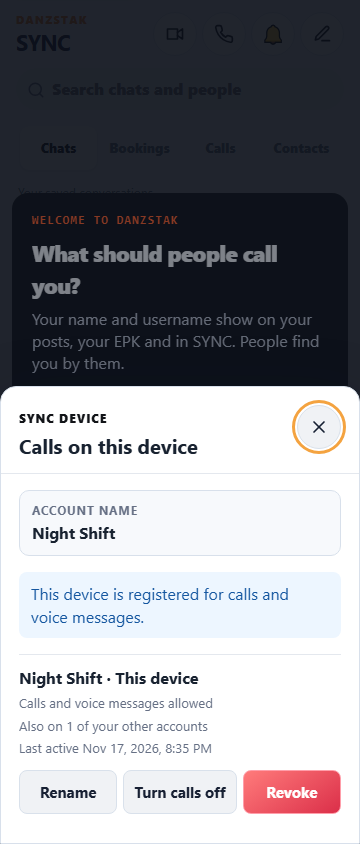 DANZSTAK
SYNC
Search chats and people
Chats
Bookings
Calls
Contacts
WELCOME TO DANZSTAK
What should people call
you?
Your name and username show on your
posts, your EPK and in SYNC. People find
you by them.
SYNC DEVICE
Calls on this device
ACCOUNT NAME
Night Shift
This device is registered for calls and
voice messages.
Night Shift · This device
Calls and voice messages allowed
Also on 1 of your other accounts
Last active Nov 17, 2026, 8:35 PM
Rename
Turn calls off
Revoke